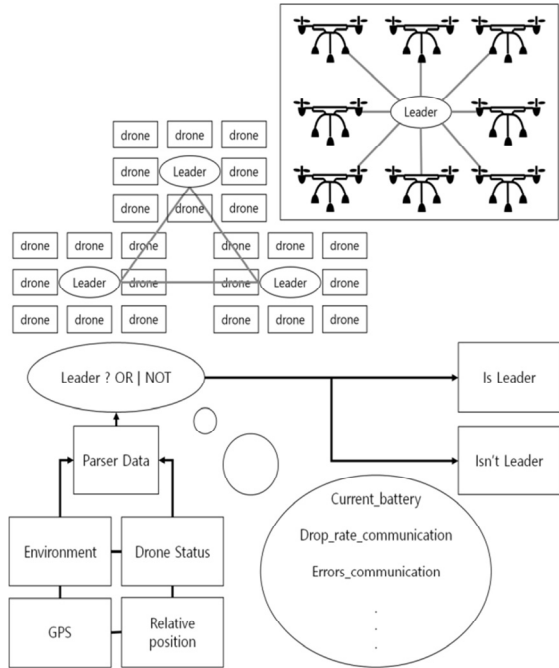 Leader
drone drone drone
drone Leader drone
drone drone drone
drone drone drone
drone Leader drone
drone drone drone
drone drone drone
drone Leader drone
drone drone drone
Leader ? OR | NOT
Is Leader
Isn't Leader
Parser Data
Environment
Drone Status
GPS
Relative
position
Current_battery
Drop_rate_communication
Errors_communication
.
.
.